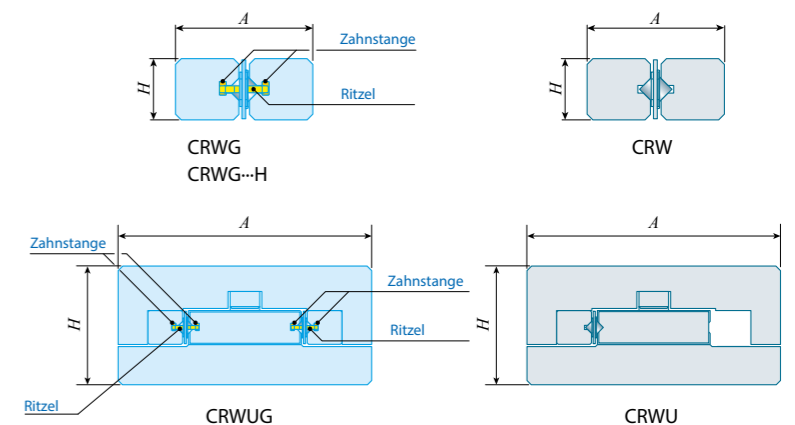 A
Zahnstange
H
Ritzel
CRWG
CRWG···H
A
H
CRW
A
Zahnstange
Zahnstange
H
Ritzel
Ritzel
CRWUG
A
H
CRWU